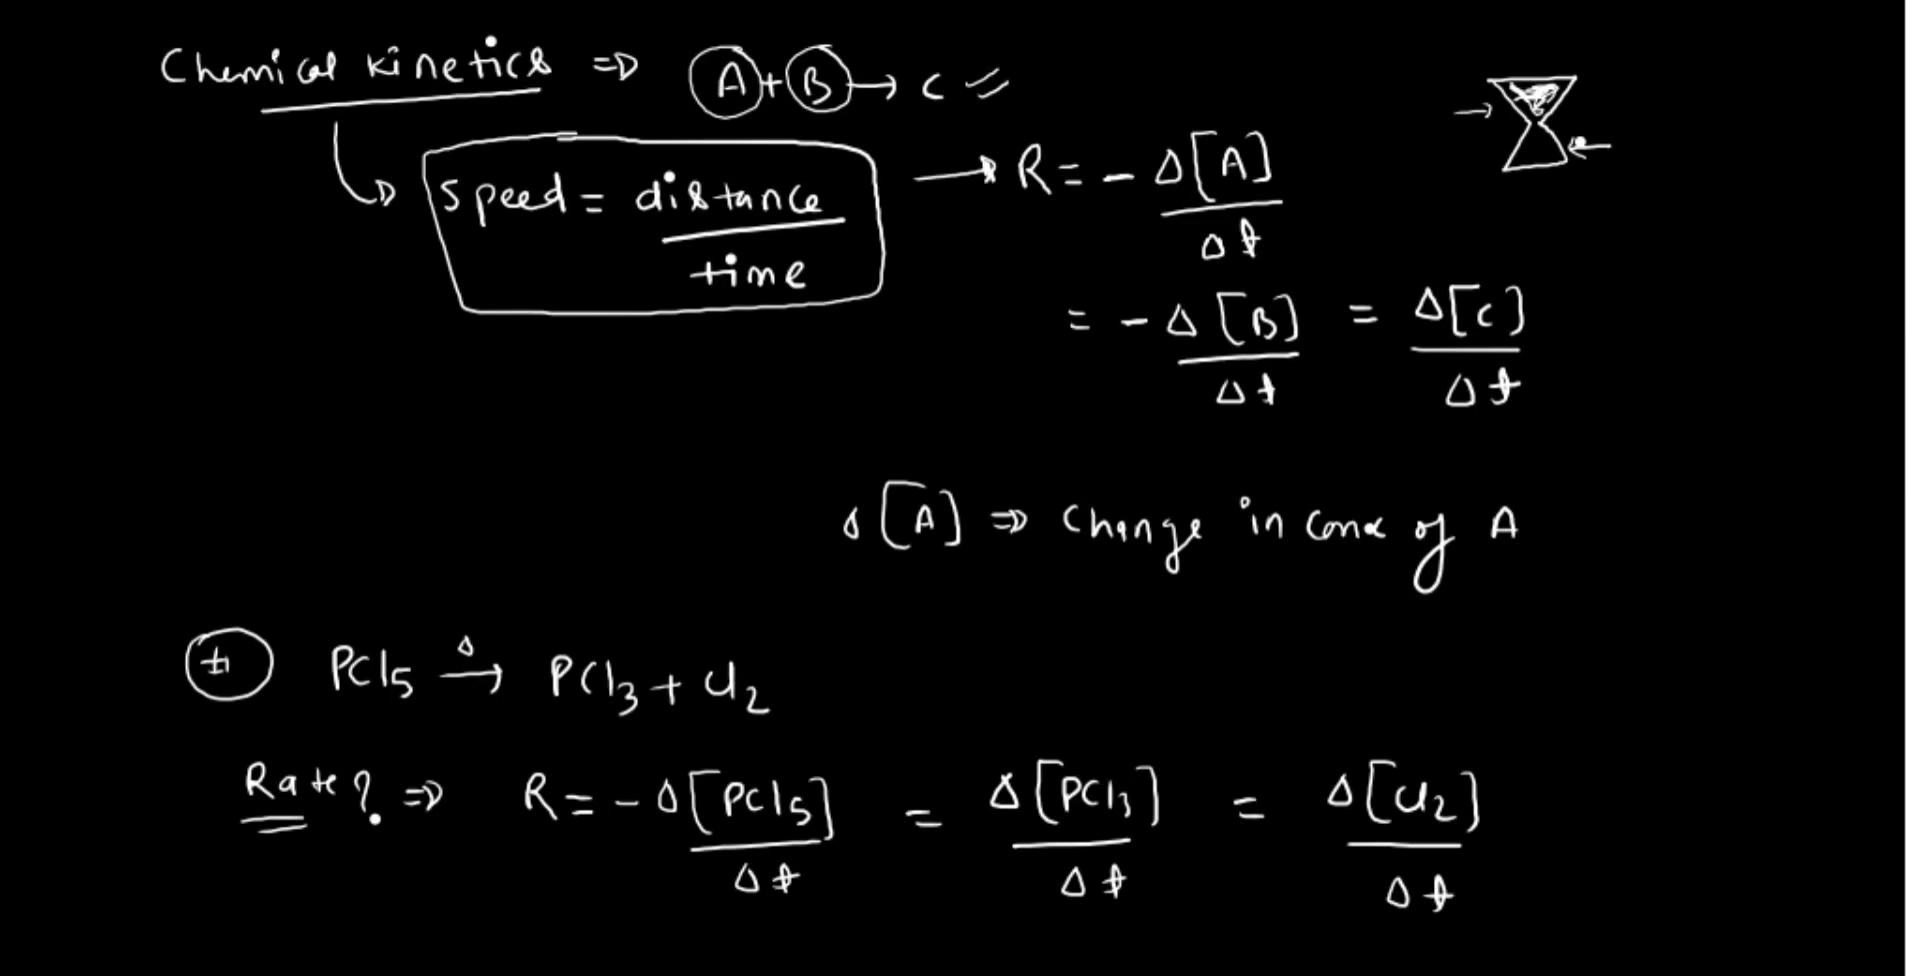 Chemical kinetics ⇒ A + B → C
Speed = distance / time → R = - Δ[A] / Δt
= - Δ[B] / Δt = Δ[C] / Δt
Δ[A] ⇒ Change in conc of A
PCl5 Δ→ PCl3 + Cl2
Rate? ⇒ R = - Δ[PCl5] / Δt = Δ[PCl3] / Δt = Δ[Cl2] / Δt